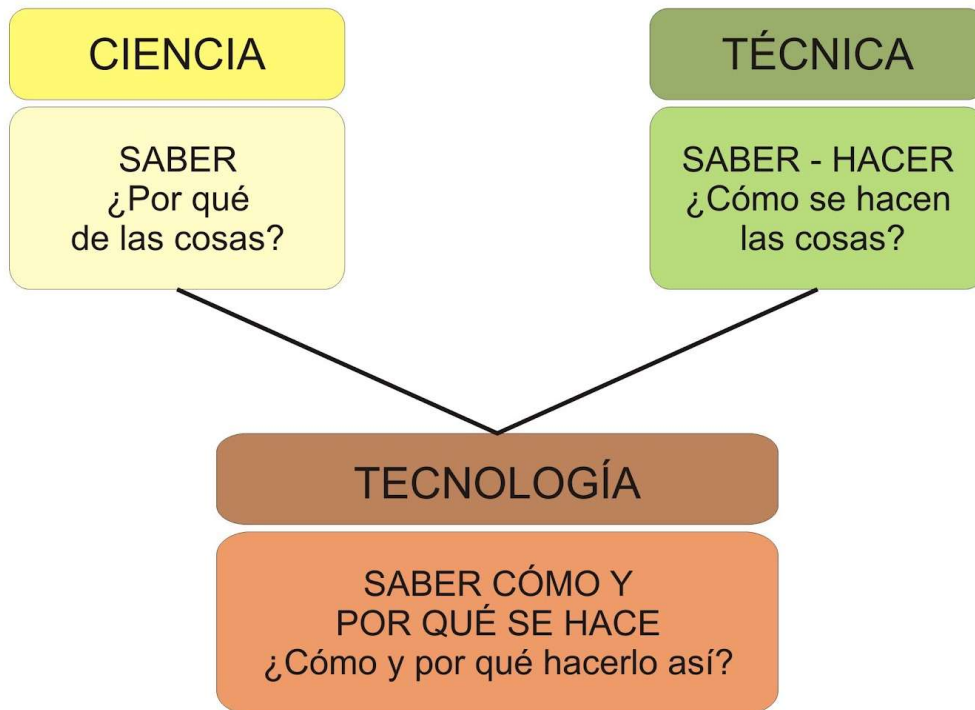 CIENCIA
SABER
¿Por qué
de las cosas?
TÉCNICA
SABER - HACER
¿Cómo se hacen
las cosas?
TECNOLOGÍA
SABER CÓMO Y
POR QUÉ SE HACE
¿Cómo y por qué hacerlo así?